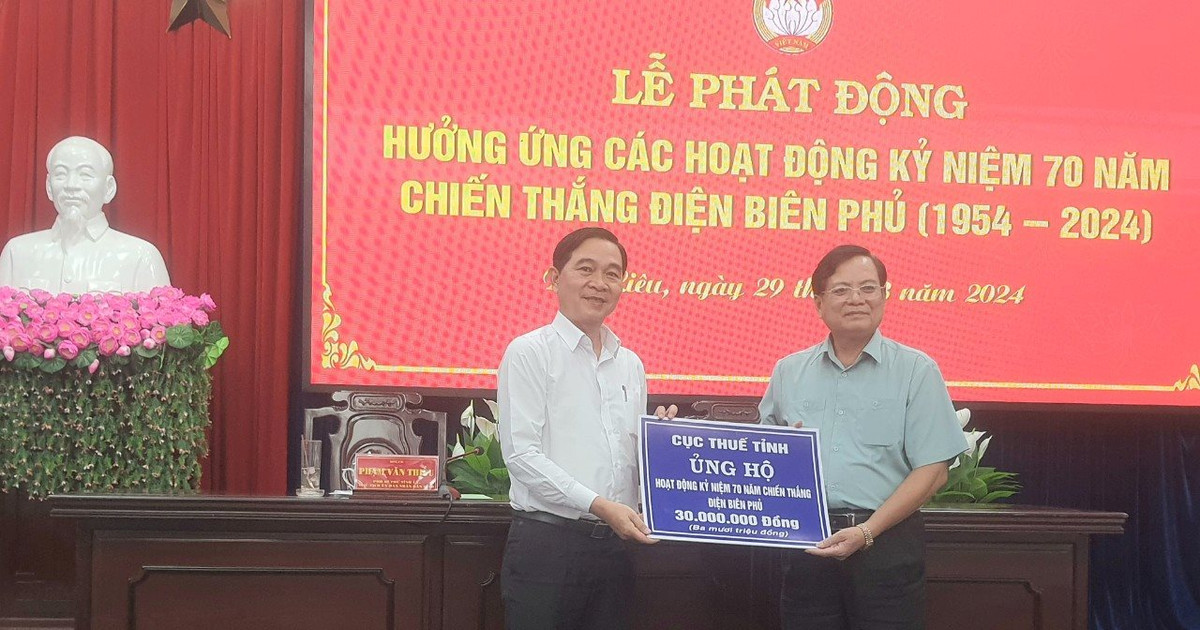 VIỆT NAM
LỄ PHÁT ĐỘNG
HƯỞNG ỨNG CÁC HOẠT ĐỘNG KỶ NIỆM 70 NĂM
CHIẾN THẮNG ĐIỆN BIÊN PHỦ (1954 – 2024)
ngày 29 năm 2024
PHẠM VĂN
CỤC THUẾ TỈNH
ỦNG HỘ
HOẠT ĐỘNG KỶ NIỆM 70 NĂM CHIẾN THẮNG
ĐIỆN BIÊN PHỦ
30.000.000 Đồng
(Ba mươi triệu đồng)